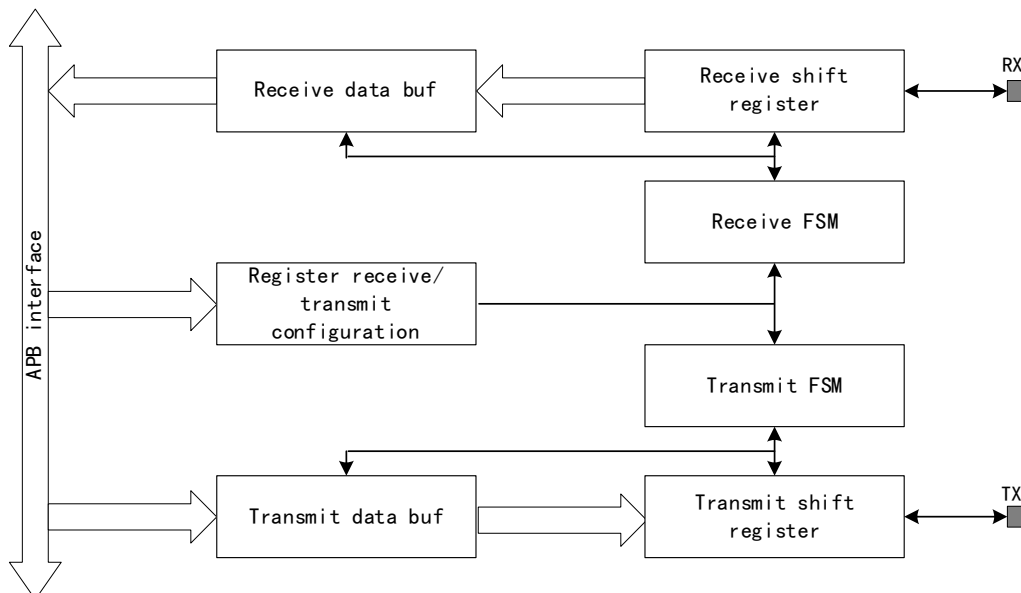 RX
Receive data buf
Receive shift
register
Receive FSM
APB interface
Register receive/
transmit
configuration
Transmit FSM
TX
Transmit data buf
Transmit shift
register